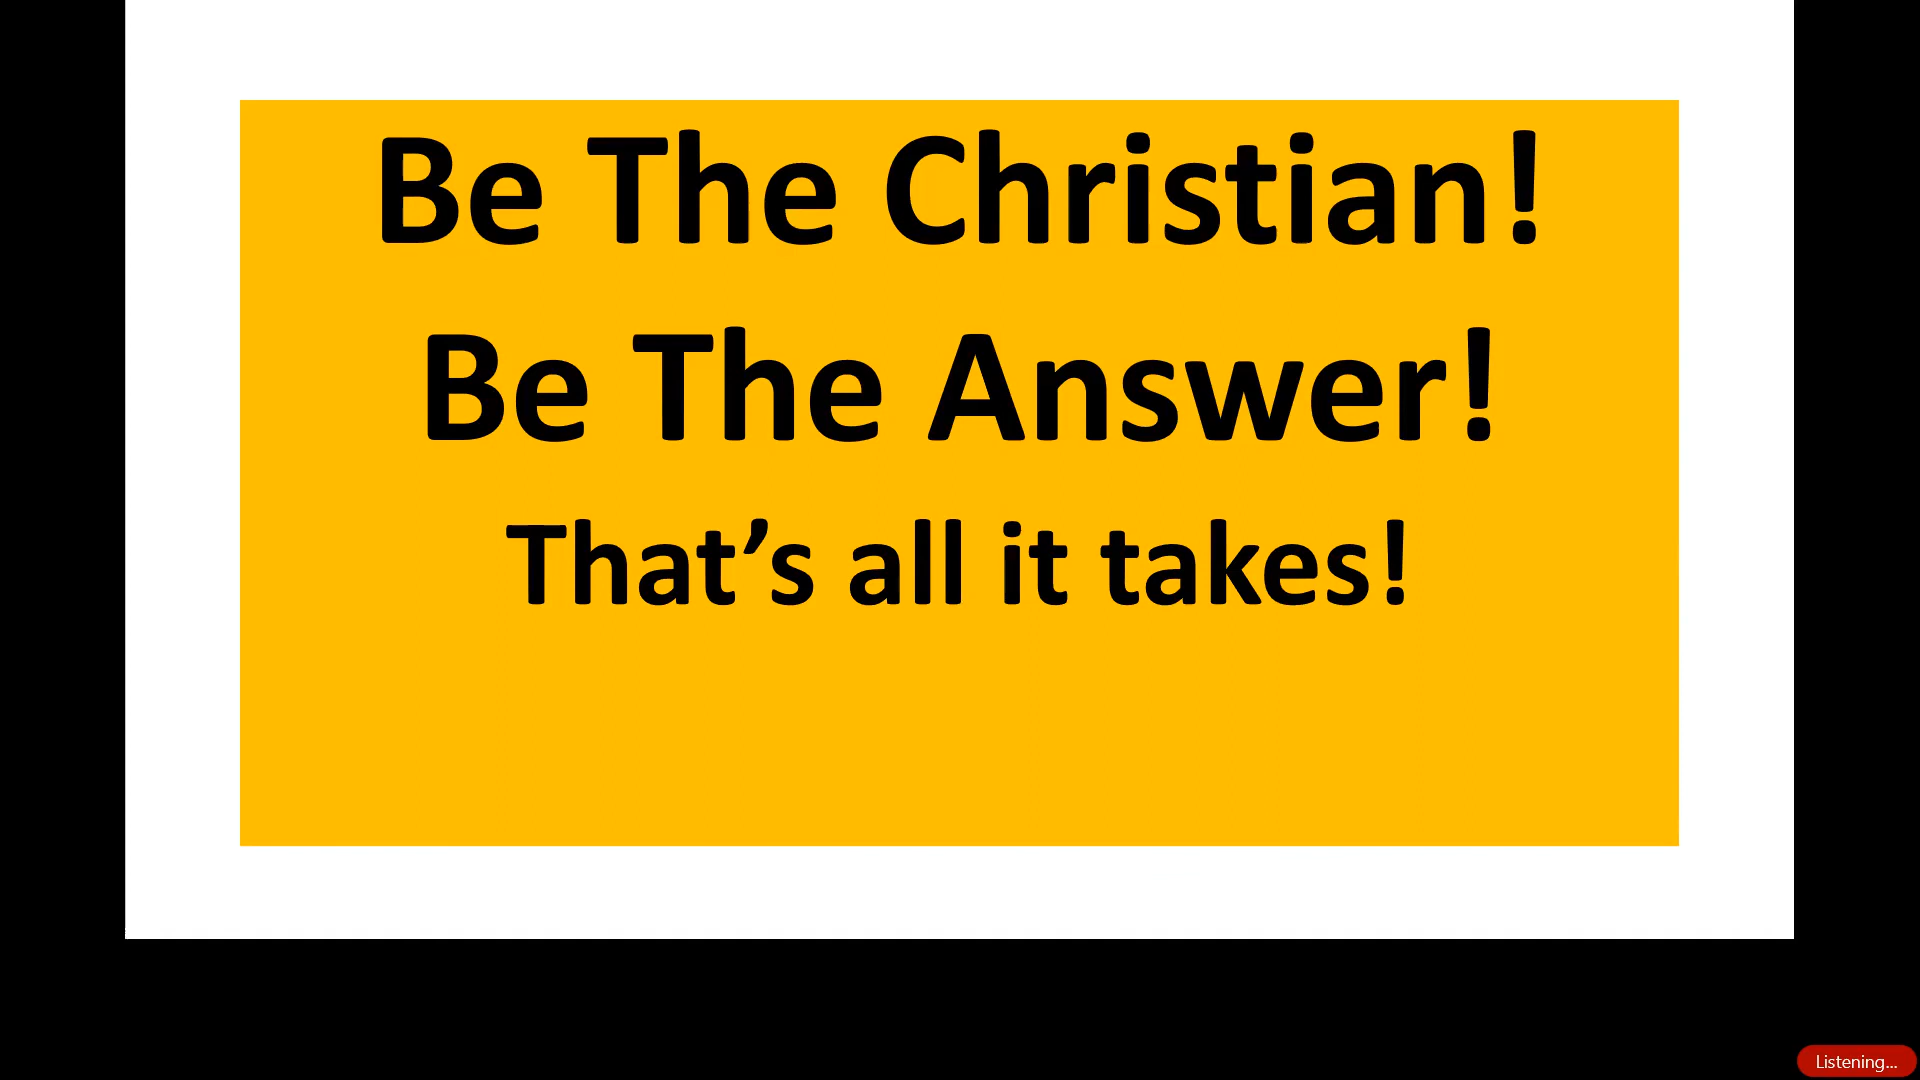 Be The Christian!
Be The Answer!
That’s all it takes!
Listening...